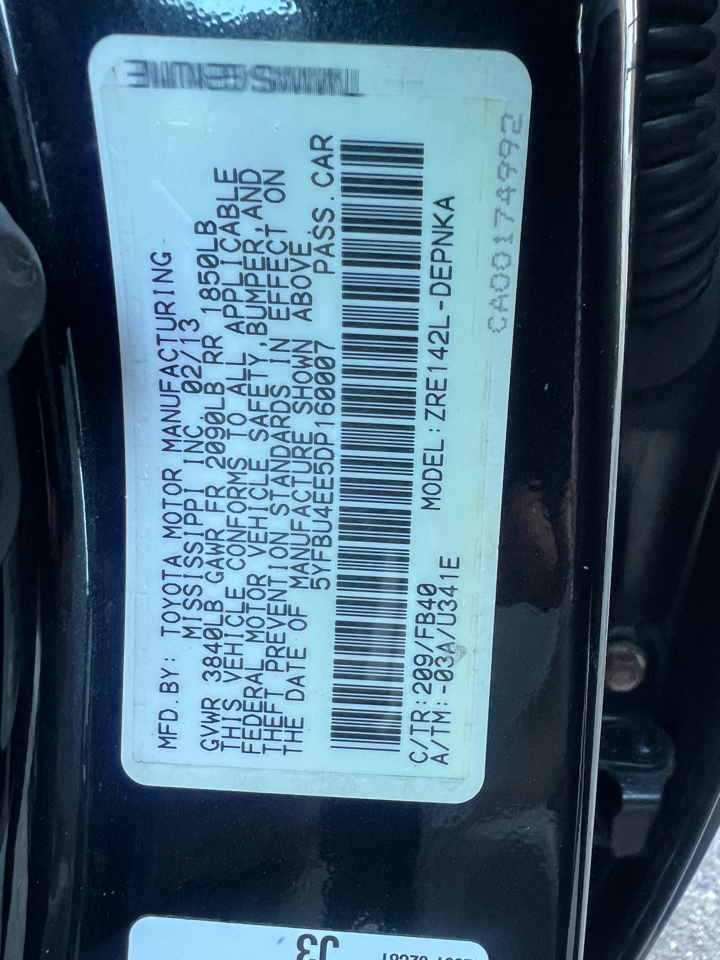 MFD.BY: TOYOTA MOTOR MANUFACTURING
MISSISSIPPI INC 02/13
GVWR 3840LB GAWR FR 2090LB RR 1850LB
THIS VEHICLE CONFORMS TO ALL APPLICABLE
FEDERAL MOTOR VEHICLE SAFETY,BUMPER,AND
THEFT PREVENTION STANDARDS IN EFFECT ON
THE DATE OF MANUFACTURE SHOWN ABOVE.
5YFBU4EE5DP160007 PASS.CAR
C/TR:209/FB40 MODEL:ZRE142L-DEPNKA
A/TM:-03A/U341E
CA00174992
J3